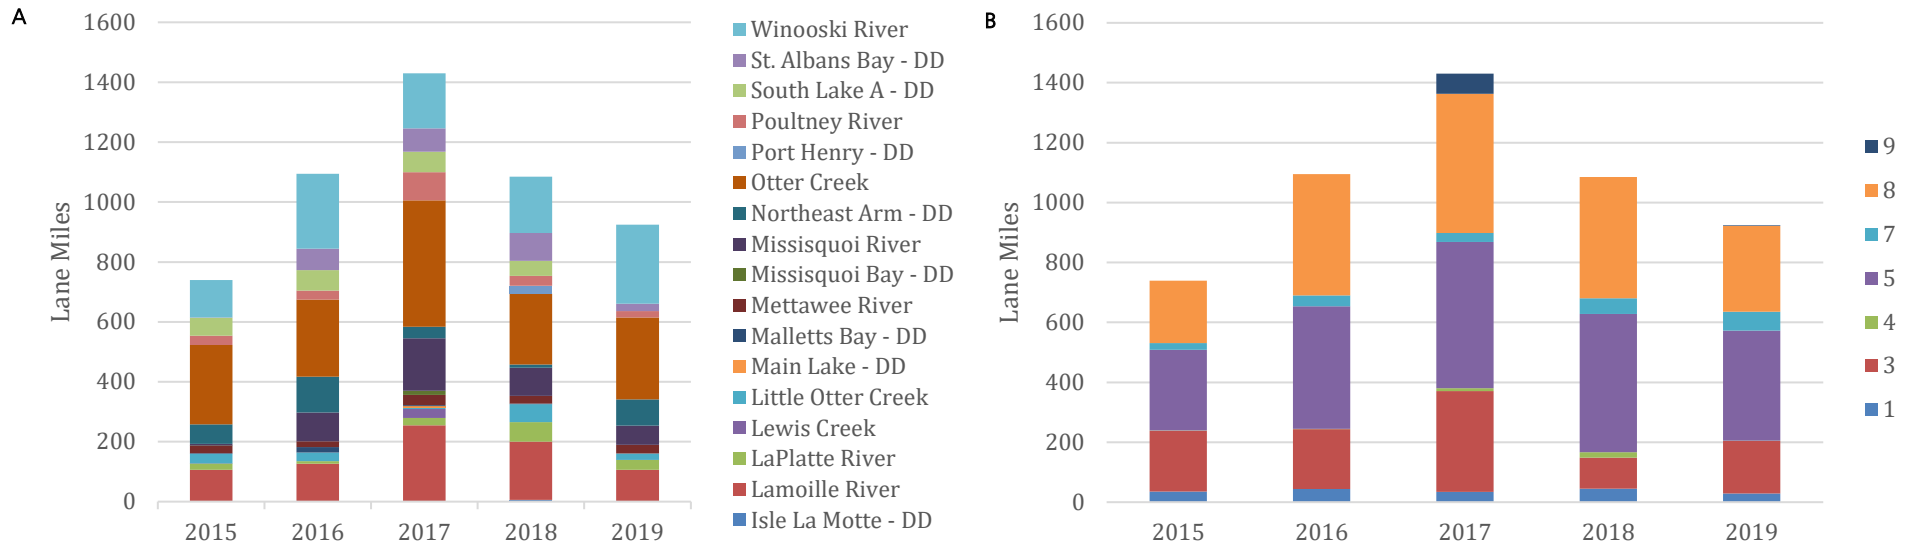 A
1600
1400
1200
1000
800
600
400
200
0
Lane Miles
2015 2016 2017 2018 2019
Winooski River
St. Albans Bay - DD
South Lake A - DD
Poultney River
Port Henry - DD
Otter Creek
Northeast Arm - DD
Missisquoi River
Missisquoi Bay - DD
Mettawee River
Malletts Bay - DD
Main Lake - DD
Little Otter Creek
Lewis Creek
LaPlatte River
Lamoille River
Isle La Motte - DD
B
1600
1400
1200
1000
800
600
400
200
0
Lane Miles
2015 2016 2017 2018 2019
9
8
7
5
4
3
1